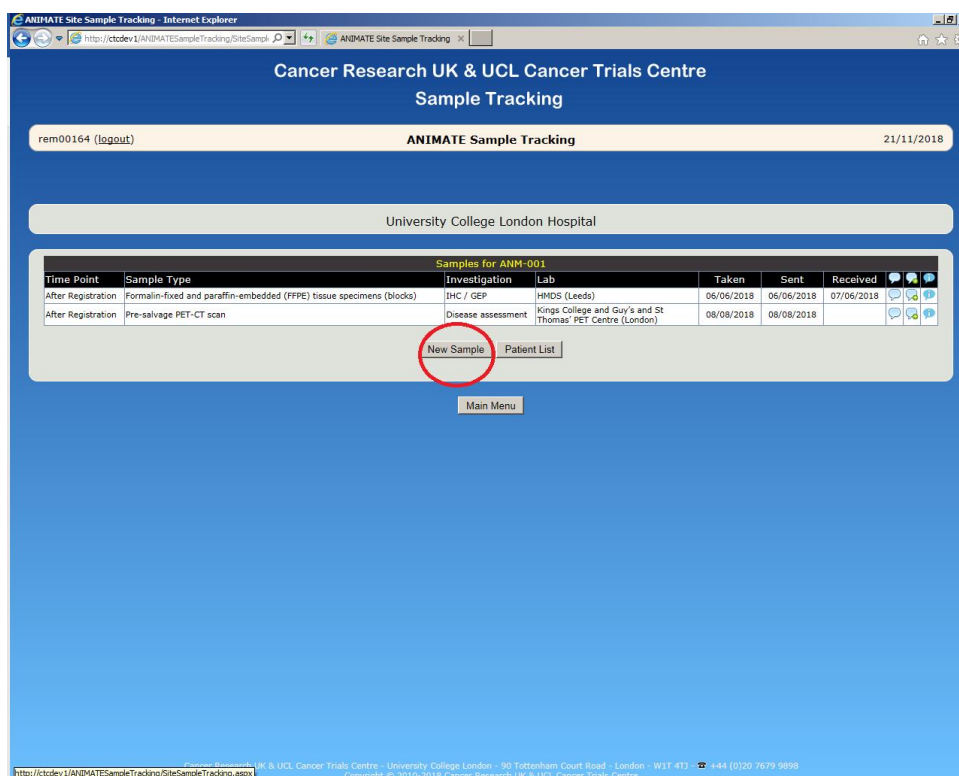 ANIMATE Site Sample Tracking - Internet Explorer
http://ctcdev1/ANIMATESampleTracking/SiteSampl
ANIMATE Site Sample Tracking
Cancer Research UK & UCL Cancer Trials Centre
Sample Tracking
rem00164 (logout) ANIMATE Sample Tracking 21/11/2018
University College London Hospital
Samples for ANM-001
Time Point Sample Type Investigation Lab Taken Sent Received
After Registration Formalin-fixed and paraffin-embedded (FFPE) tissue specimens (blocks) IHC / GEP HMDS (Leeds) 06/06/2018 06/06/2018 07/06/2018
After Registration Pre-salvage PET-CT scan Disease assessment Kings College and Guy's and St Thomas' PET Centre (London) 08/08/2018 08/08/2018
New Sample Patient List
Main Menu
Cancer Research UK & UCL Cancer Trials Centre - University College London - 90 Tottenham Court Road - London - W1T 4TJ - ☎ +44 (0)20 7679 9898
http://ctcdev1/ANIMATESampleTracking/SiteSampleTracking.aspx
Copyright © 2010-2018 Cancer Research UK & UCL Cancer Trials Centre